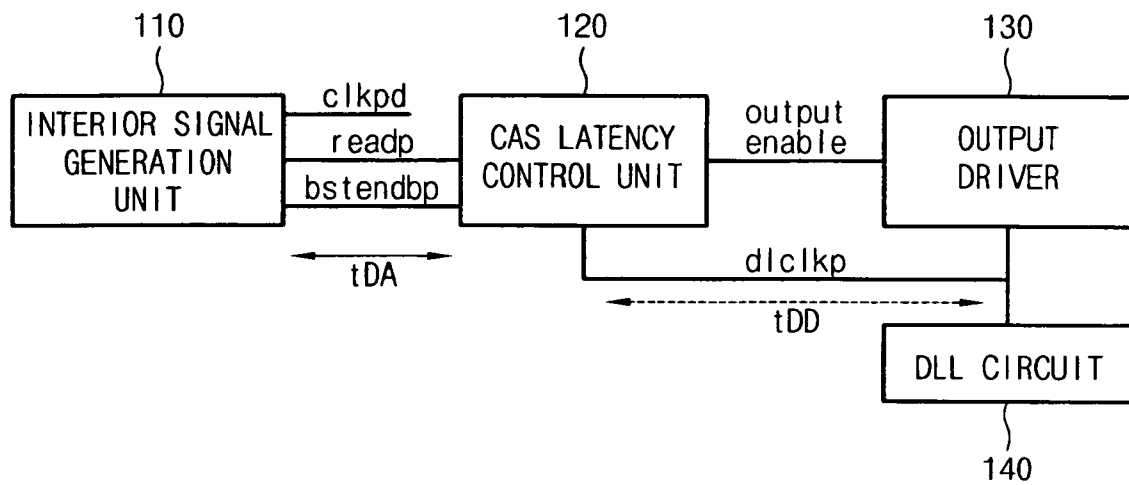 110
120
130
INTERIOR SIGNAL
GENERATION
UNIT
clkpd
readp
bstendbp
CAS LATENCY
CONTROL UNIT
output
enable
OUTPUT
DRIVER
tDA
dlclkp
tDD
DLL CIRCUIT
140